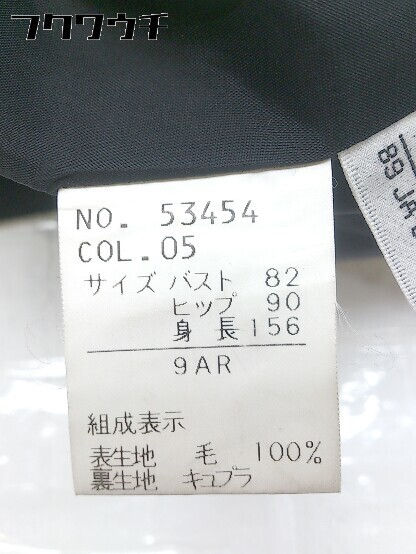 フクワウチ
NO. 53454
COL.05
サイズ バスト 82
ヒップ 90
身長 156
9AR
組成表示
表生地 毛 100%
裏生地 キュプラ